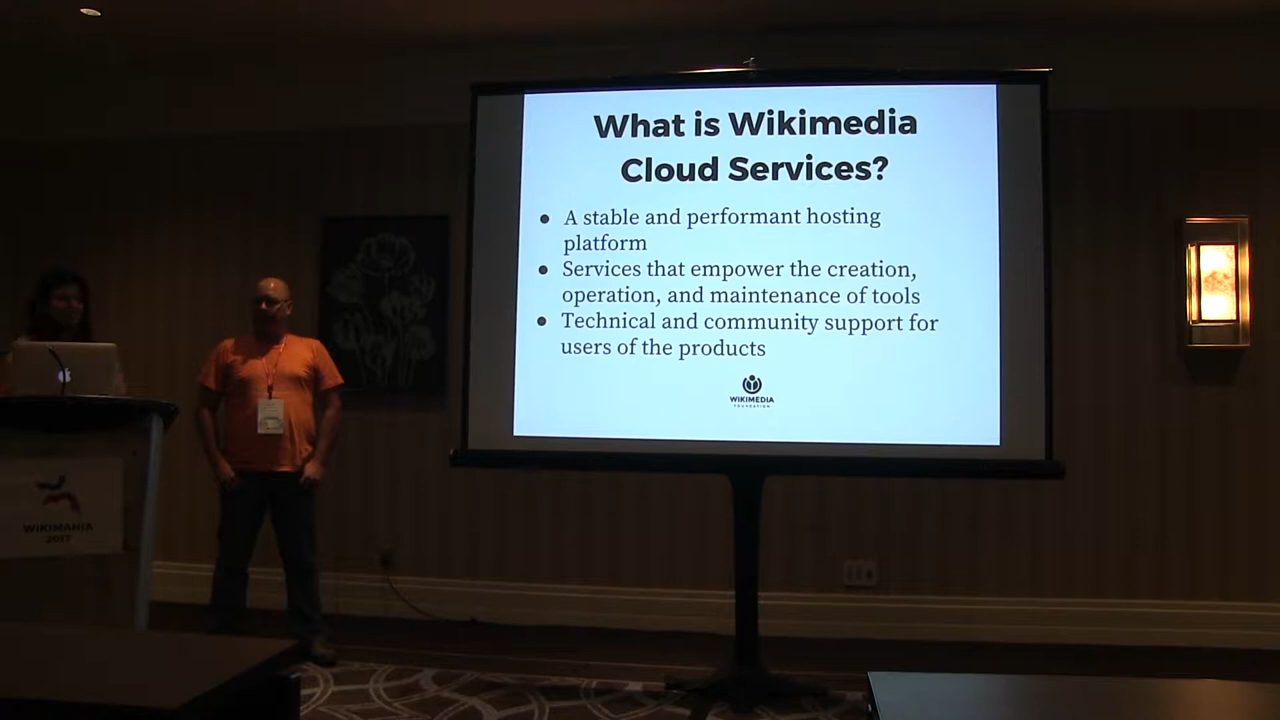 What is Wikimedia
Cloud Services?
● A stable and performant hosting
platform
● Services that empower the creation,
operation, and maintenance of tools
● Technical and community support for
users of the products
WIKIMEDIA
FOUNDATION
WIKIMANIA
2017